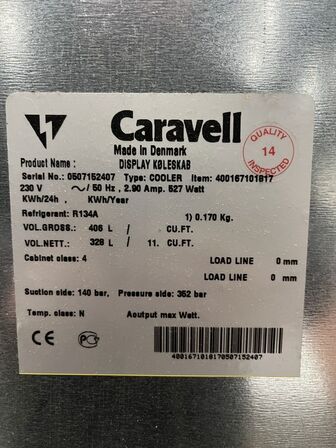 Caravell
Made in Denmark
QUALITY
14
INSPECTED
Product Name: DISPLAY KØLESKAB
Serial No.: 0507152407 Type: COOLER Item: 400167101817
230 V ~/ 50 Hz , 2.90 Amp. 527 Watt
KWh/24h, KWh/Year
Refrigerant: R134A 1) 0.170 Kg.
VOL.GROSS: 406 L / CU.FT.
VOL.NETT.: 328 L / 11. CU.FT.
Cabinet class: 4 LOAD LINE 0 mm
LOAD LINE 0 mm
Suction side: 140 bar, Pressure side: 352 bar
Temp. class: N Aoutput max Watt.
CE
4001671018170507152407